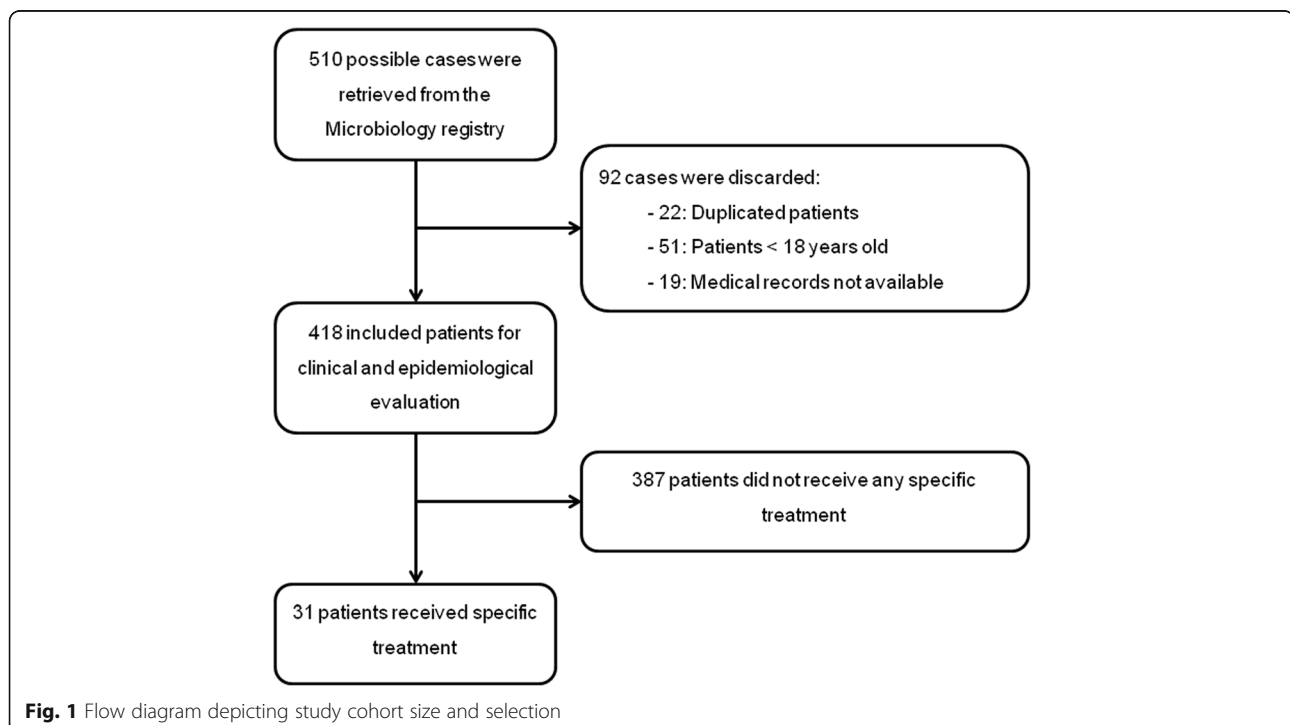 510 possible cases were
retrieved from the
Microbiology registry
92 cases were discarded:
- 22: Duplicated patients
- 51: Patients < 18 years old
- 19: Medical records not available
418 included patients for
clinical and epidemiological
evaluation
387 patients did not receive any specific
treatment
31 patients received specific
treatment
Fig. 1 Flow diagram depicting study cohort size and selection